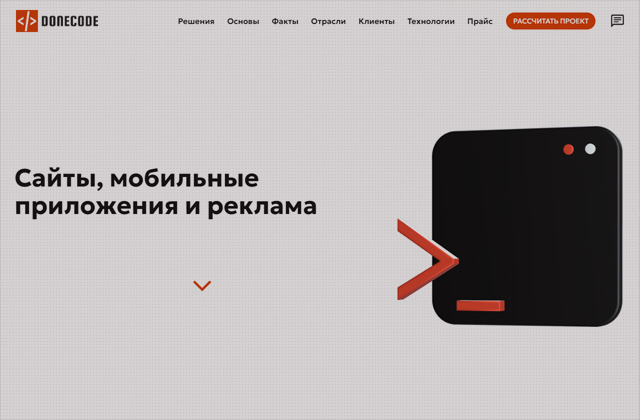 </> DONECODE
Решения Основы Факты Отрасли Клиенты Технологии Прайс РАССЧИТАТЬ ПРОЕКТ
Сайты, мобильные
приложения и реклама